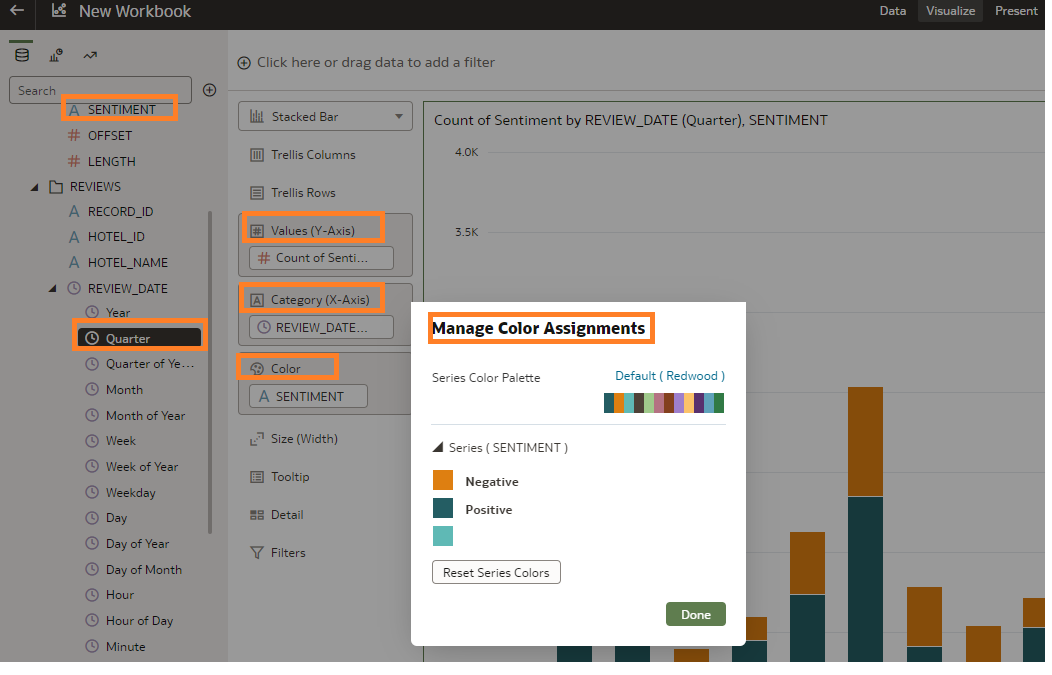 New Workbook
Data Visualize Present
Search
SENTIMENT
OFFSET
LENGTH
REVIEWS
RECORD_ID
HOTEL_ID
HOTEL_NAME
REVIEW_DATE
Year
Quarter
Quarter of Ye...
Month
Month of Year
Week
Week of Year
Weekday
Day
Day of Year
Day of Month
Hour
Hour of Day
Minute
Click here or drag data to add a filter
Stacked Bar
Trellis Columns
Trellis Rows
Values (Y-Axis)
Count of Senti...
Category (X-Axis)
REVIEW_DATE...
Color
SENTIMENT
Size (Width)
Tooltip
Detail
Filters
Count of Sentiment by REVIEW_DATE (Quarter), SENTIMENT
4.0K
3.5K
Manage Color Assignments
Series Color Palette
Default ( Redwood )
Series ( SENTIMENT )
Negative
Positive
Reset Series Colors
Done